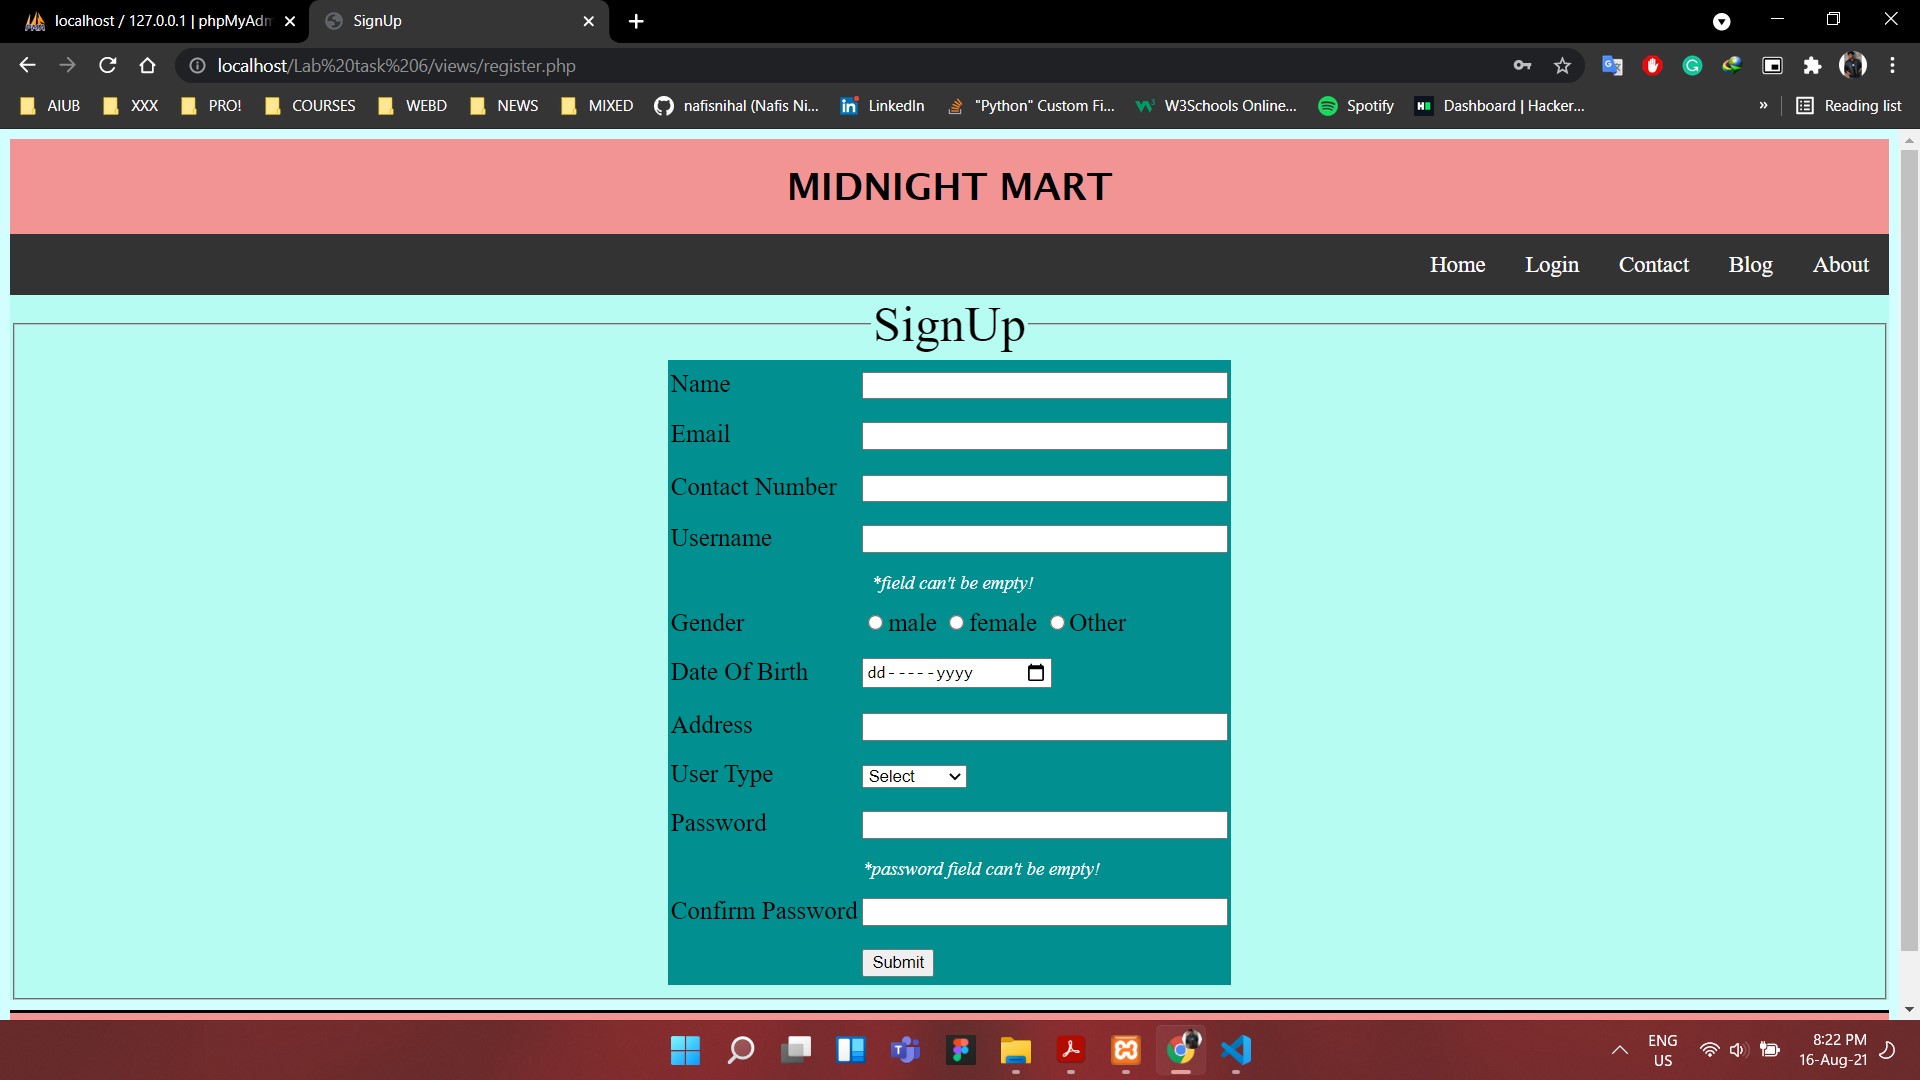 localhost / 127.0.0.1 | phpMyAdm
SignUp
localhost/Lab%20task%206/views/register.php
AIUB
XXX
PRO!
COURSES
WEBD
NEWS
MIXED
nafisnihal (Nafis Ni...
LinkedIn
"Python" Custom Fi...
W3Schools Online...
Spotify
Dashboard | Hacker...
»
Reading list
MIDNIGHT MART
Home Login Contact Blog About
SignUp
Name
Email
Contact Number
Username
*field can't be empty!
Gender male female Other
Date Of Birth dd-----yyyy
Address
User Type Select
Password
*password field can't be empty!
Confirm Password
Submit
ENG
US
8:22 PM
16-Aug-21